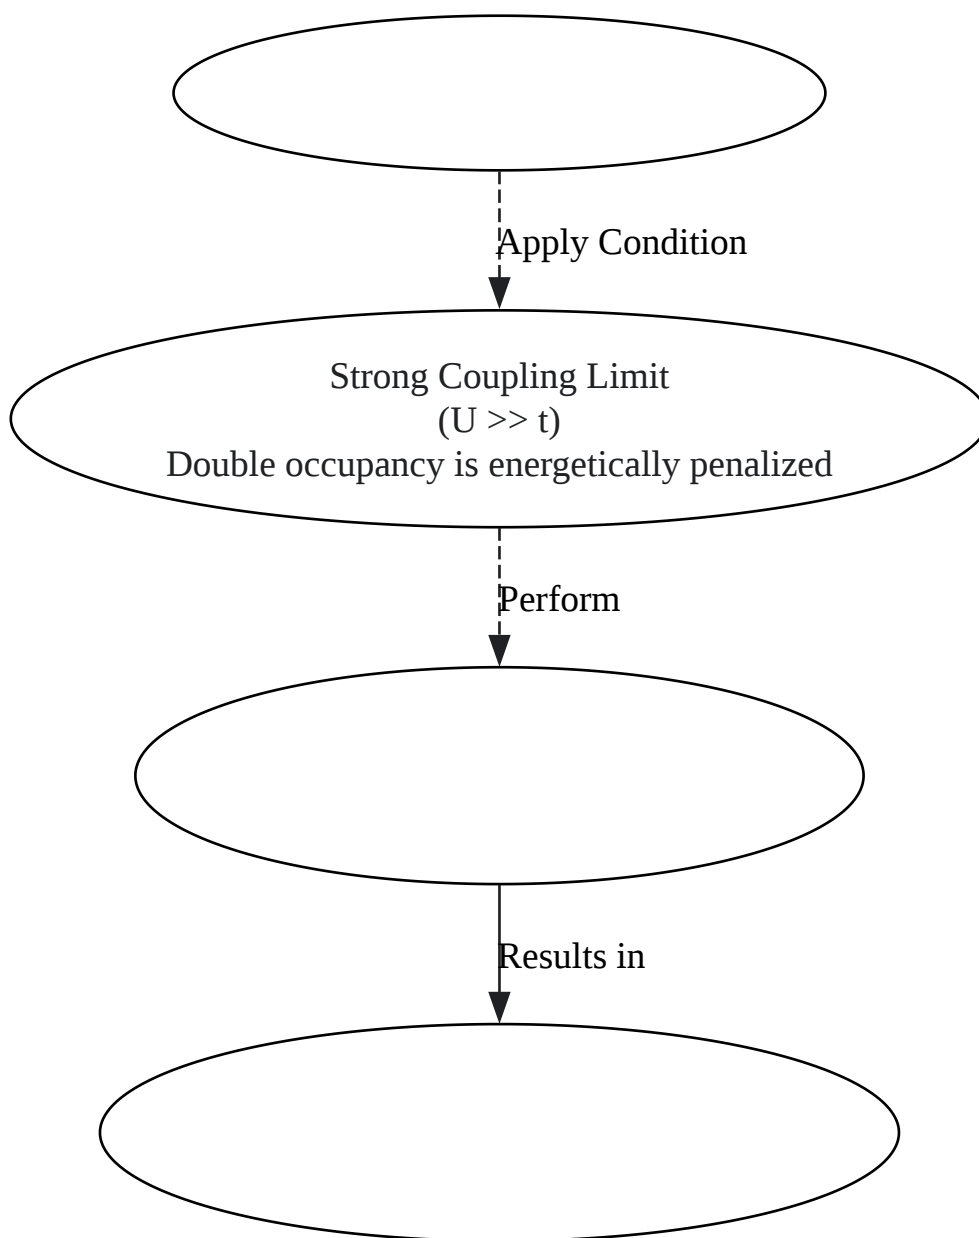 Apply Condition
Strong Coupling Limit
(U >> t)
Double occupancy is energetically penalized
Perform
Results in